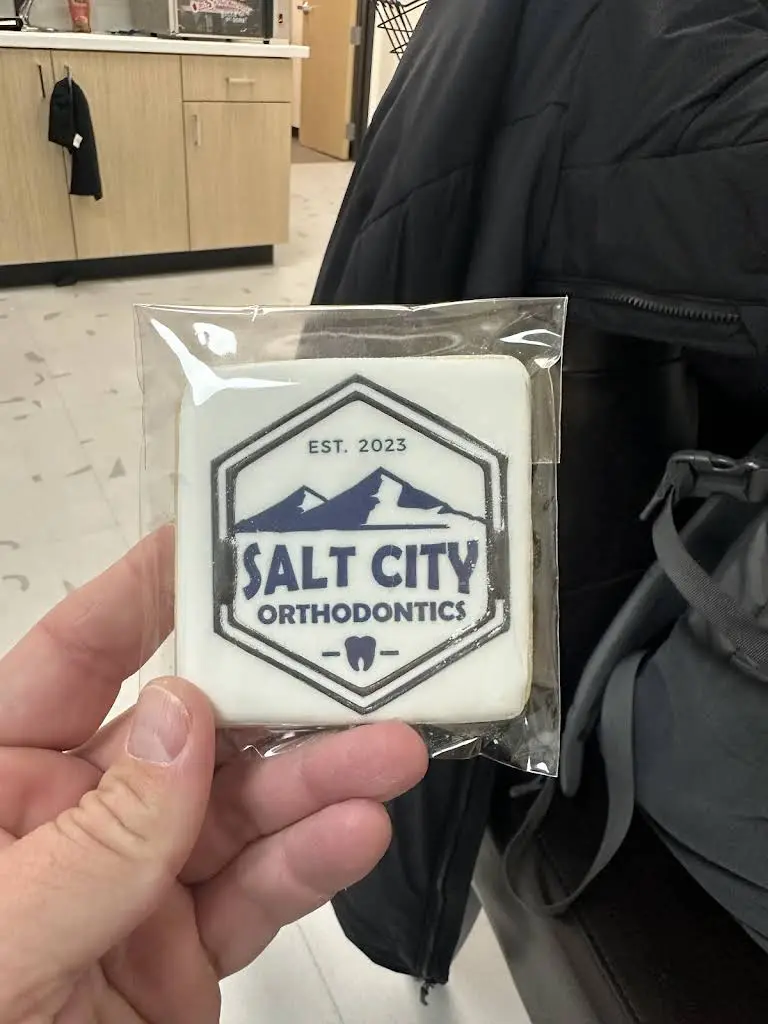 EST. 2023
SALT CITY
ORTHODONTICS